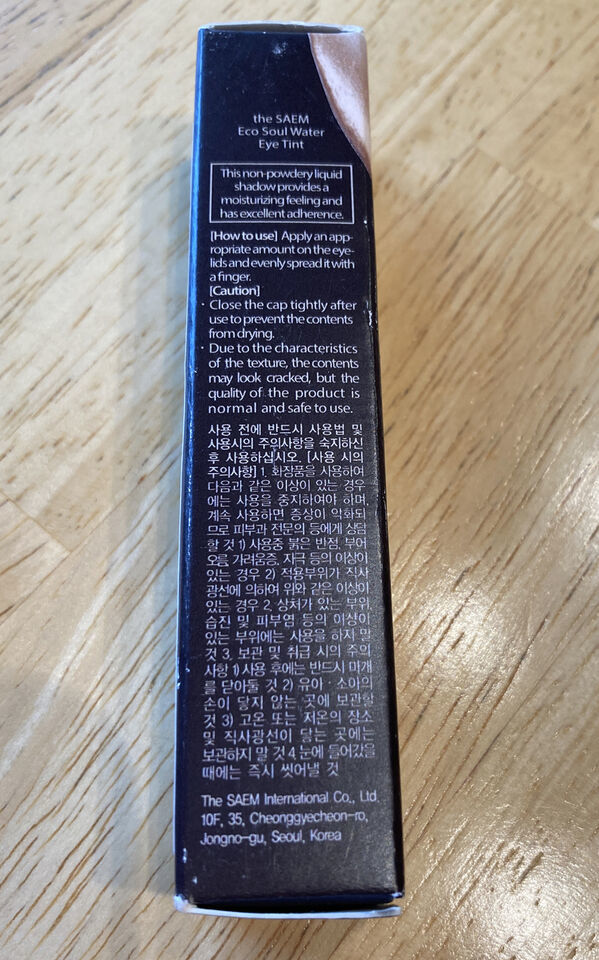 the SAEM
Eco Soul Water
Eye Tint
This non-powdery liquid
shadow provides a
moisturizing feeling and
has excellent adherence.
[How to use] Apply an app-
ropriate amount on the eye-
lids and evenly spread it with
a finger.
[Caution]
· Close the cap tightly after
use to prevent the contents
from drying.
· Due to the characteristics
of the texture, the contents
may look cracked, but the
quality of the product is
normal and safe to use.
사용 전에 반드시 사용법 및
사용시의 주의사항을 숙지하신
후 사용하십시오. [사용 시의
주의사항] 1. 화장품을 사용하여
다음과 같은 이상이 있는 경우
에는 사용을 중지하여야 하며,
계속 사용하면 증상이 악화되
므로 피부과 전문의 등에게 상담
할 것 1) 사용중 붉은 반점, 부어
오름, 가려움증, 자극 등의 이상이
있는 경우 2) 적용부위가 직사
광선에 의하여 위와 같은 이상이
있는 경우 2. 상처가 있는 부위,
습진 및 피부염 등의 이상이
있는 부위에는 사용을 하지 말
것 3. 보관 및 취급 시의 주의
사항 1) 사용 후에는 반드시 마개
를 닫아둘 것 2) 유아 · 소아의
손이 닿지 않는 곳에 보관할
것 3) 고온 또는 저온의 장소
및 직사광선이 닿는 곳에는
보관하지 말 것 4. 눈에 들어갔을
때에는 즉시 씻어낼 것
The SAEM International Co., Ltd.
10F, 35, Cheonggyecheon-ro,
Jongno-gu, Seoul, Korea